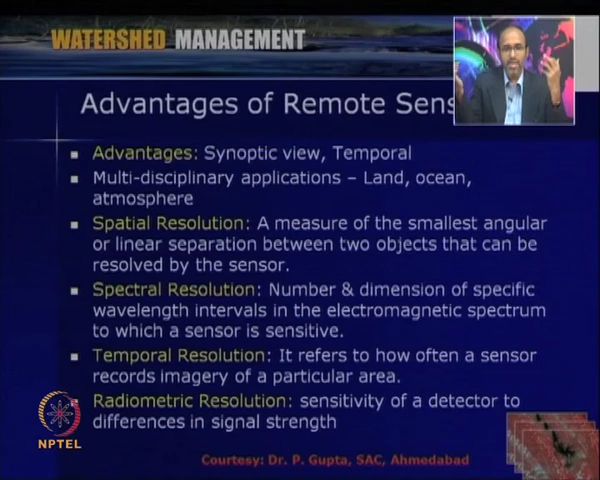 WATERSHED MANAGEMENT
Advantages of Remote Sens
Advantages: Synoptic view, Temporal
Multi-disciplinary applications – Land, ocean,
atmosphere
Spatial Resolution: A measure of the smallest angular
or linear separation between two objects that can be
resolved by the sensor.
Spectral Resolution: Number & dimension of specific
wavelength intervals in the electromagnetic spectrum
to which a sensor is sensitive.
Temporal Resolution: It refers to how often a sensor
records imagery of a particular area.
Radiometric Resolution: sensitivity of a detector to
differences in signal strength
NPTEL
Courtesy: Dr. P. Gupta, SAC, Ahmedabad